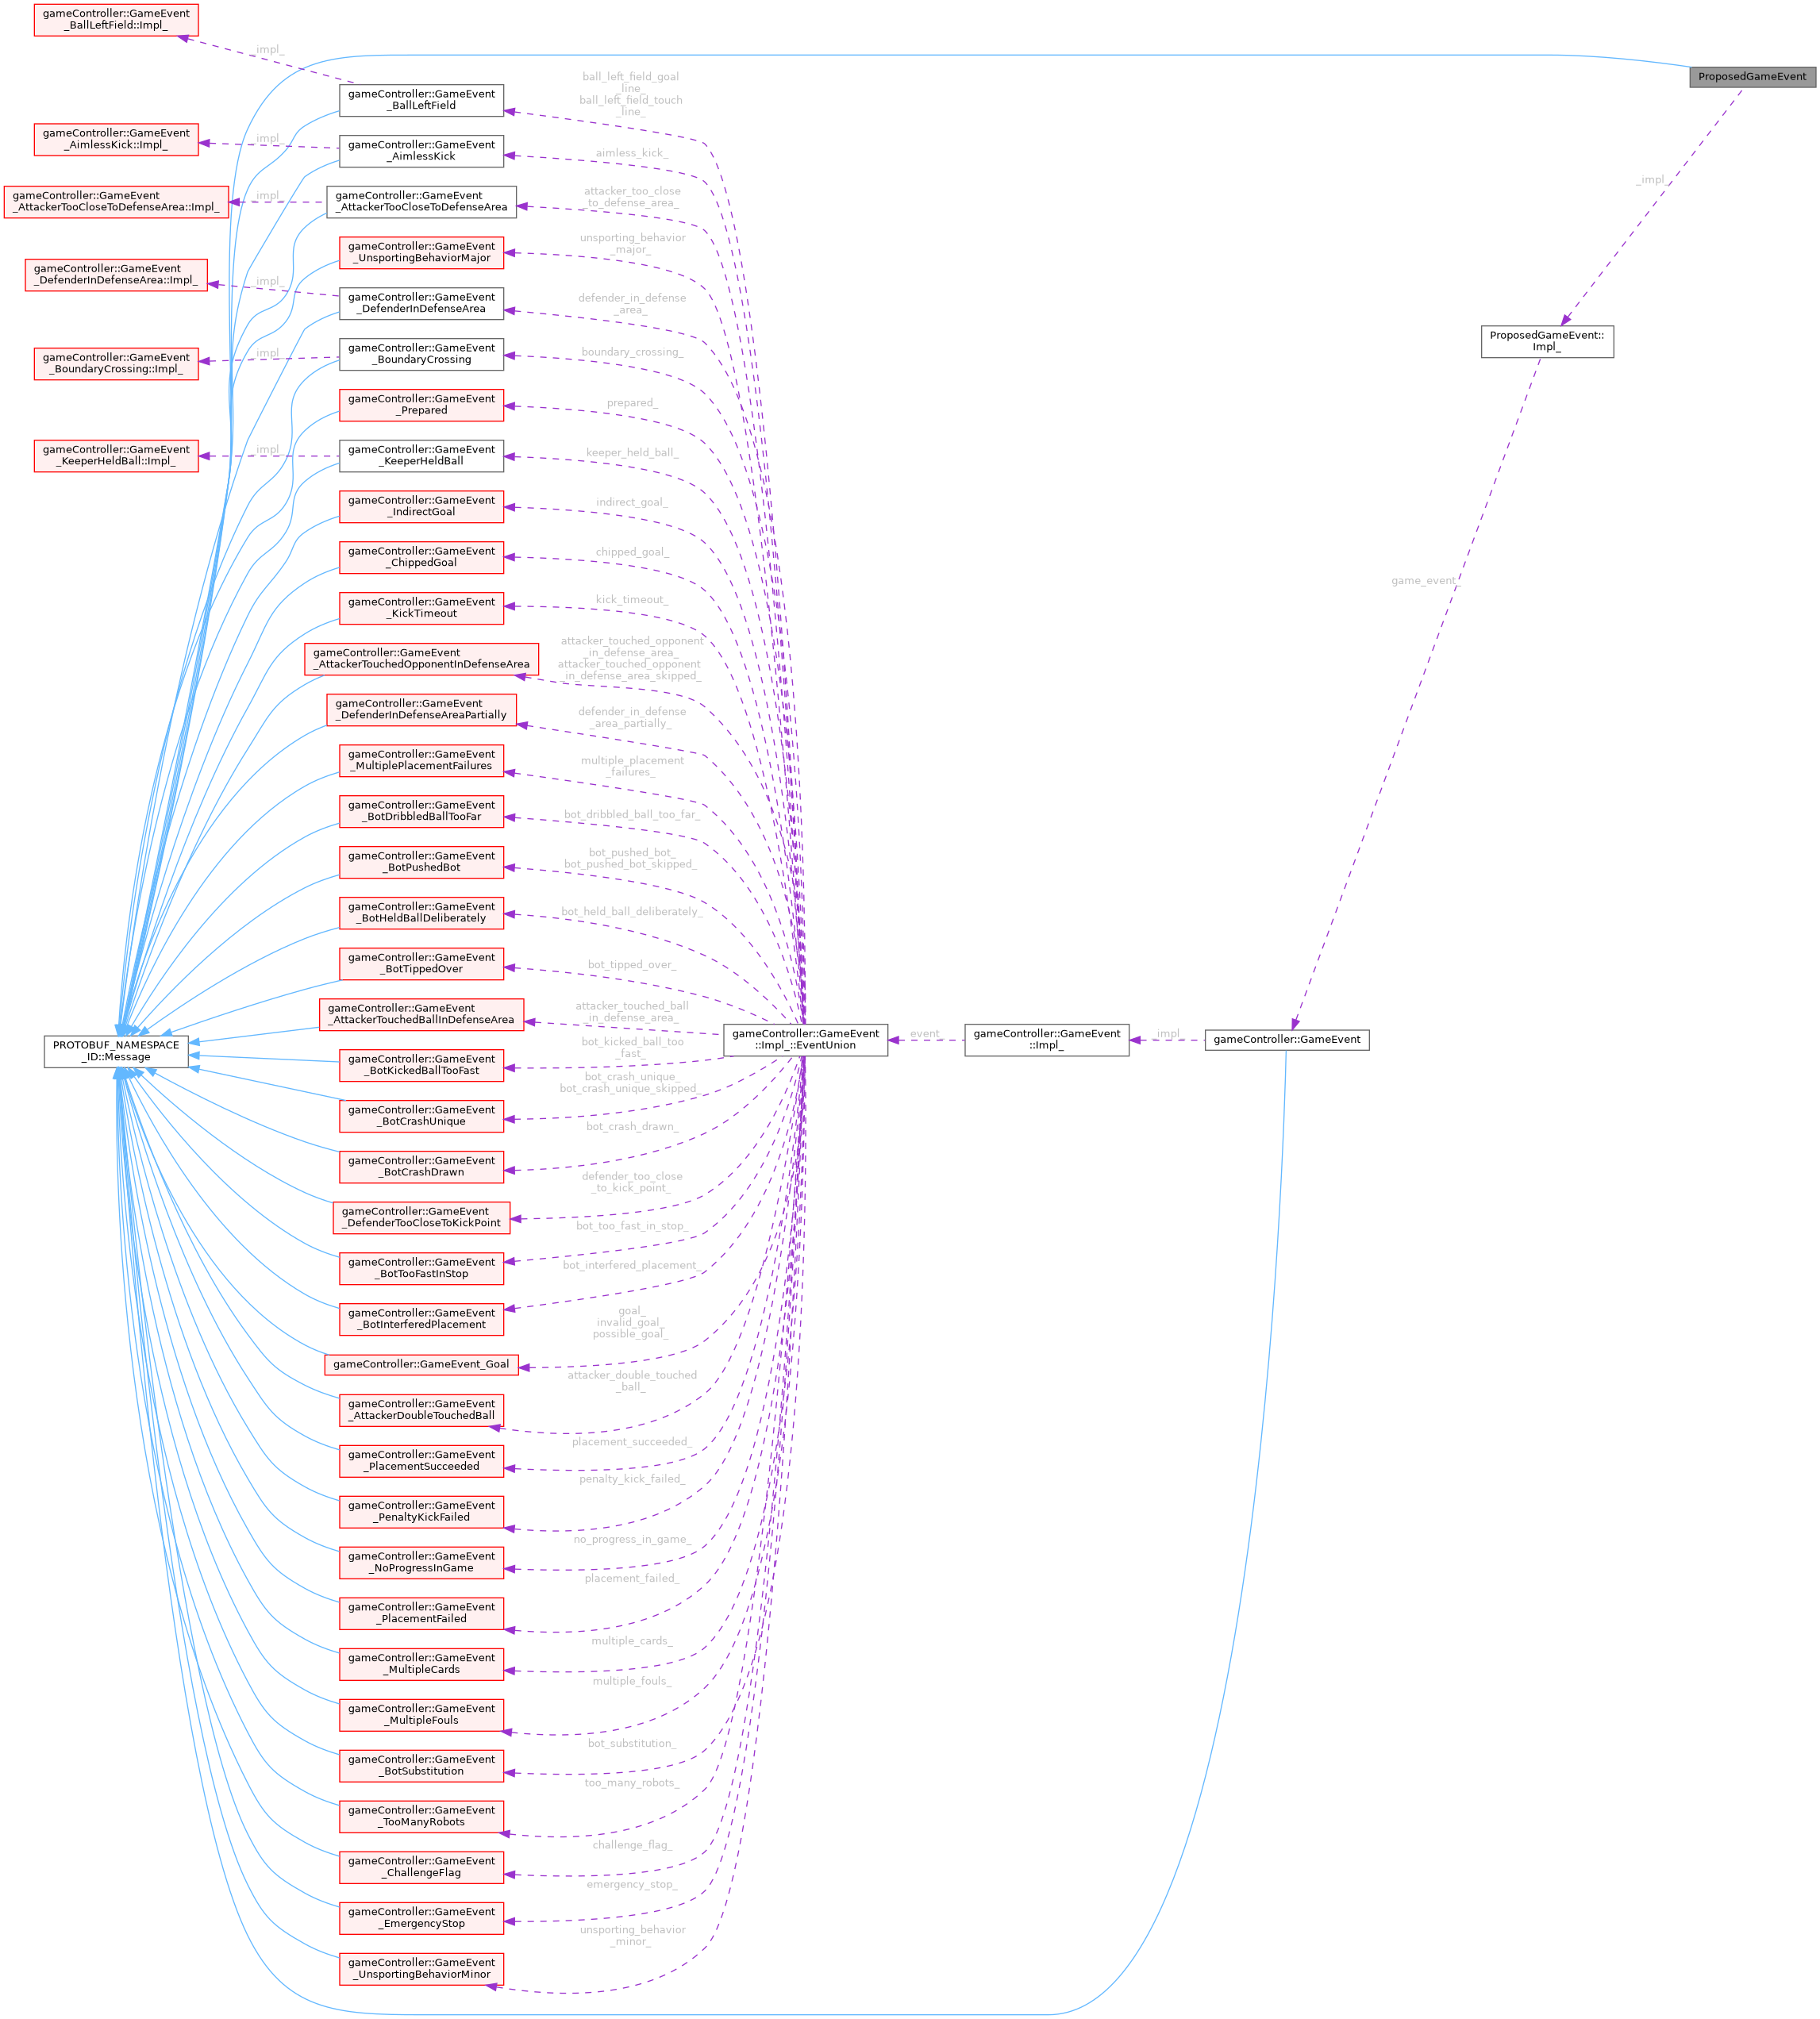 gameController::GameEvent
_BallLeftField::Impl_
_impl_
ProposedGameEvent
ball_left_field_goal
_line_
ball_left_field_touch
_line_
gameController::GameEvent
_BallLeftField
gameController::GameEvent
_AimlessKick::Impl_
_impl_
gameController::GameEvent
_AimlessKick
aimless_kick_
gameController::GameEvent
_AttackerTooCloseToDefenseArea::Impl_
_impl_
gameController::GameEvent
_AttackerTooCloseToDefenseArea
attacker_too_close
_to_defense_area_
_impl_
gameController::GameEvent
_UnsportingBehaviorMajor
unsporting_behavior
_major_
gameController::GameEvent
_DefenderInDefenseArea::Impl_
_impl_
gameController::GameEvent
_DefenderInDefenseArea
defender_in_defense
_area_
ProposedGameEvent::
Impl_
gameController::GameEvent
_BoundaryCrossing::Impl_
_impl_
gameController::GameEvent
_BoundaryCrossing
boundary_crossing_
gameController::GameEvent
_Prepared
prepared_
gameController::GameEvent
_KeeperHeldBall::Impl_
_impl_
gameController::GameEvent
_KeeperHeldBall
keeper_held_ball_
gameController::GameEvent
_IndirectGoal
indirect_goal_
gameController::GameEvent
_ChippedGoal
chipped_goal_
game_event_
gameController::GameEvent
_KickTimeout
kick_timeout_
gameController::GameEvent
_AttackerTouchedOpponentInDefenseArea
attacker_touched_opponent
_in_defense_area_
attacker_touched_opponent
_in_defense_area_skipped_
gameController::GameEvent
_DefenderInDefenseAreaPartially
defender_in_defense
_area_partially_
gameController::GameEvent
_MultiplePlacementFailures
multiple_placement
_failures_
gameController::GameEvent
_BotDribbledBallTooFar
bot_dribbled_ball_too_far_
gameController::GameEvent
_BotPushedBot
bot_pushed_bot_
bot_pushed_bot_skipped_
gameController::GameEvent
_BotHeldBallDeliberately
bot_held_ball_deliberately_
gameController::GameEvent
_BotTippedOver
bot_tipped_over_
gameController::GameEvent
_AttackerTouchedBallInDefenseArea
attacker_touched_ball
_in_defense_area_
PROTOBUF_NAMESPACE
_ID::Message
gameController::GameEvent
::Impl_::EventUnion
event_
gameController::GameEvent
::Impl_
_impl_
gameController::GameEvent
gameController::GameEvent
_BotKickedBallTooFast
bot_kicked_ball_too
_fast_
gameController::GameEvent
_BotCrashUnique
bot_crash_unique_
bot_crash_unique_skipped_
gameController::GameEvent
_BotCrashDrawn
bot_crash_drawn_
gameController::GameEvent
_DefenderTooCloseToKickPoint
defender_too_close
_to_kick_point_
gameController::GameEvent
_BotTooFastInStop
bot_too_fast_in_stop_
gameController::GameEvent
_BotInterferedPlacement
bot_interfered_placement_
gameController::GameEvent_Goal
goal_
invalid_goal_
possible_goal_
gameController::GameEvent
_AttackerDoubleTouchedBall
attacker_double_touched
_ball_
gameController::GameEvent
_PlacementSucceeded
placement_succeeded_
gameController::GameEvent
_PenaltyKickFailed
penalty_kick_failed_
gameController::GameEvent
_NoProgressInGame
no_progress_in_game_
gameController::GameEvent
_PlacementFailed
placement_failed_
gameController::GameEvent
_MultipleCards
multiple_cards_
gameController::GameEvent
_MultipleFouls
multiple_fouls_
gameController::GameEvent
_BotSubstitution
bot_substitution_
gameController::GameEvent
_TooManyRobots
too_many_robots_
gameController::GameEvent
_ChallengeFlag
challenge_flag_
gameController::GameEvent
_EmergencyStop
emergency_stop_
gameController::GameEvent
_UnsportingBehaviorMinor
unsporting_behavior
_minor_